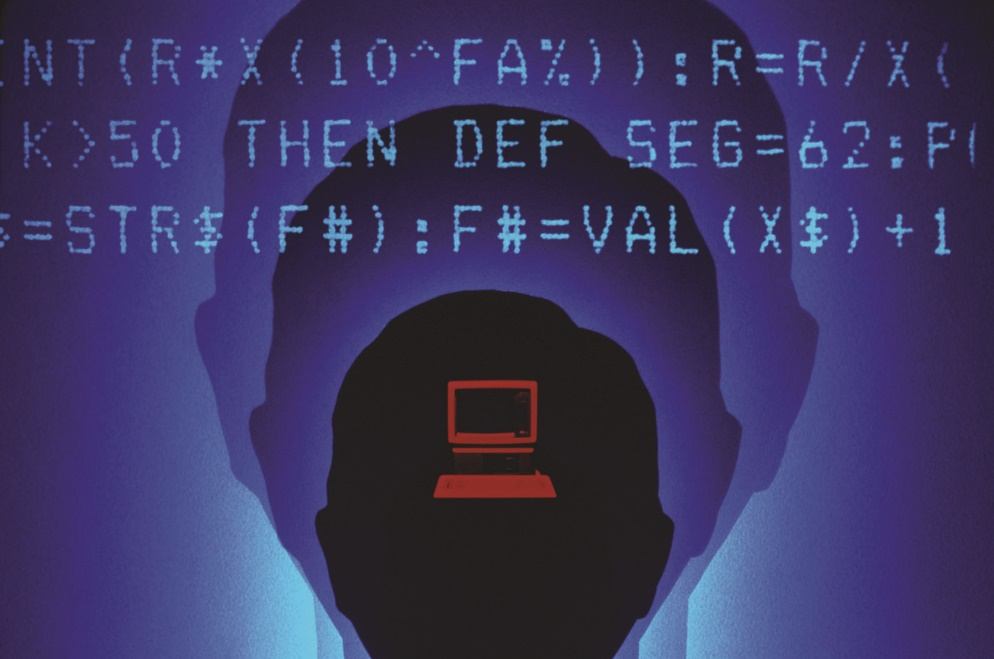 INT(R*X(10^FA%)):R=R/X(
K>50 THEN DEF SEG=62:P
$=STR$(F#):F#=VAL(X$)+1